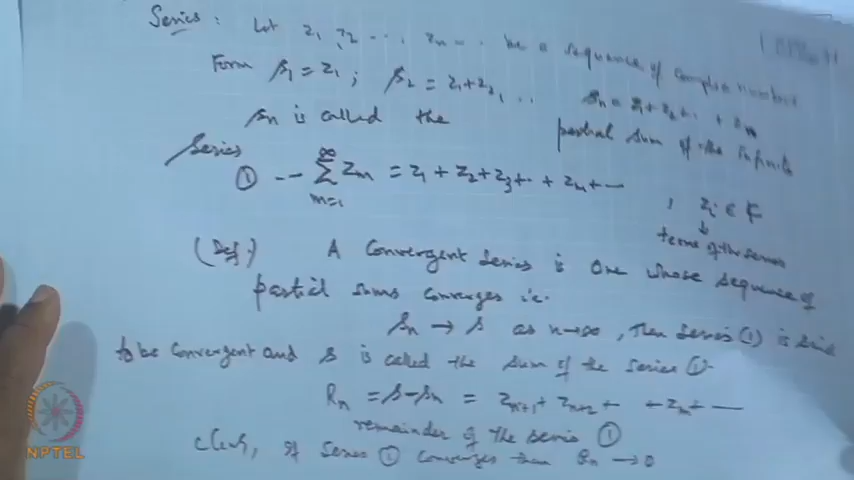 Series : Let z1, z2 .... zn - .. be a sequence of complex numbers
Form s1 = z1 ; s2 = z1+z2, .. sn = z1 + z2 + .. + zn
sn is called the partial sum of the infinite
Series
① -- ∑_{m=1}^{∞} zm = z1 + z2 + z3 + .. + zm + --- , zi ∈ ₵
↓
terms of the series
(Def.) A Convergent series is one whose sequence of
partial sums converges i.e.
sn → s as n→∞, Then Series ① is said
to be convergent and s is called the sum of the series ①.
Rn = s - sn = zn+1 + zn+2 + - + zm + ---
remainder of the series ①
Clearly, if Series ① converges then Rn → 0
NPTEL